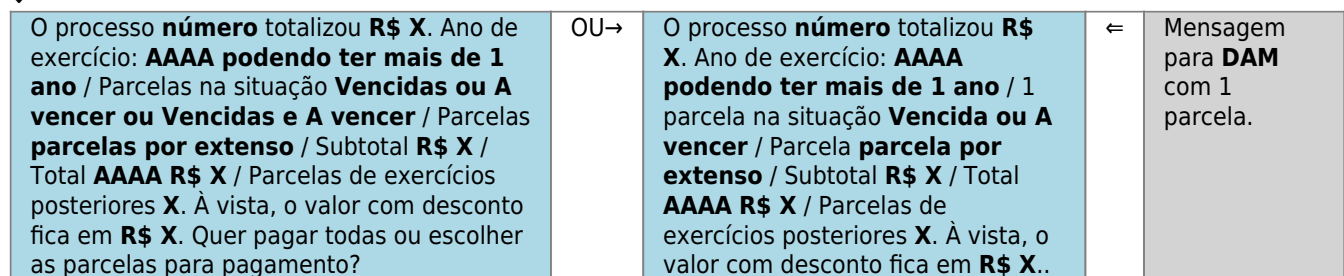 O processo número totalizou R$ X. Ano de
exercício: AAAA podendo ter mais de 1
ano / Parcelas na situação Vencidas ou A
vencer ou Vencidas e A vencer / Parcelas
parcelas por extenso / Subtotal R$ X /
Total AAAA R$ X / Parcelas de exercícios
posteriores X. À vista, o valor com desconto
fica em R$ X. Quer pagar todas ou escolher
as parcelas para pagamento?
OU→
O processo número totalizou R$
X. Ano de exercício: AAAA
podendo ter mais de 1 ano / 1
parcela na situação Vencida ou A
vencer / Parcela parcela por
extenso / Subtotal R$ X / Total
AAAA R$ X / Parcelas de
exercícios posteriores X. À vista, o
valor com desconto fica em R$ X..
⇐
Mensagem
para DAM
com 1
parcela.